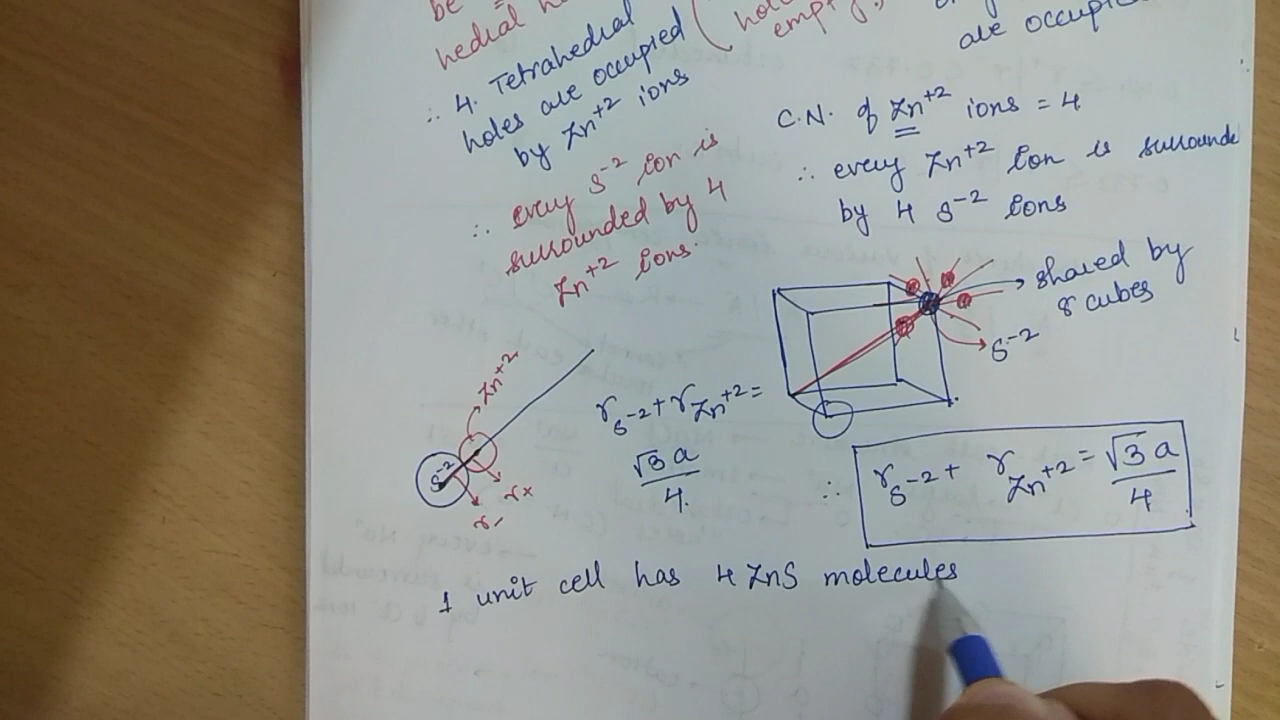 be
hedral
4. Tetrahedral
∴ holes are occupied
by Zn+2 ions
empty,
are occupied
C.N. of Zn+2 ions = 4
∴ every Zn+2 ion is surrounde
by 4 S-2 ions
∴ every S-2 ion is
surrounded by 4
Zn+2 ions.
shared by
8 cubes
S-2
Zn+2
S-2
r+
r-
rS-2 + rZn+2 =
√3 a
4.
∴ rS-2 + rZn+2 = √3 a
4
1 unit cell has 4 ZnS molecules